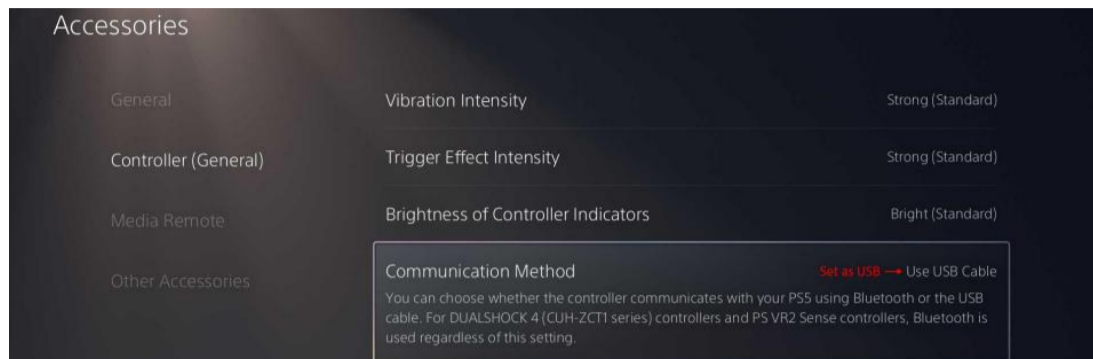 Accessories
General
Controller (General)
Media Remote
Other Accessories
Vibration Intensity Strong (Standard)
Trigger Effect Intensity Strong (Standard)
Brightness of Controller Indicators Bright (Standard)
Communication Method Set as USB → Use USB Cable
You can choose whether the controller communicates with your PS5 using Bluetooth or the USB
cable. For DUALSHOCK 4 (CUH-ZCT1 series) controllers and PS VR2 Sense controllers, Bluetooth is
used regardless of this setting.